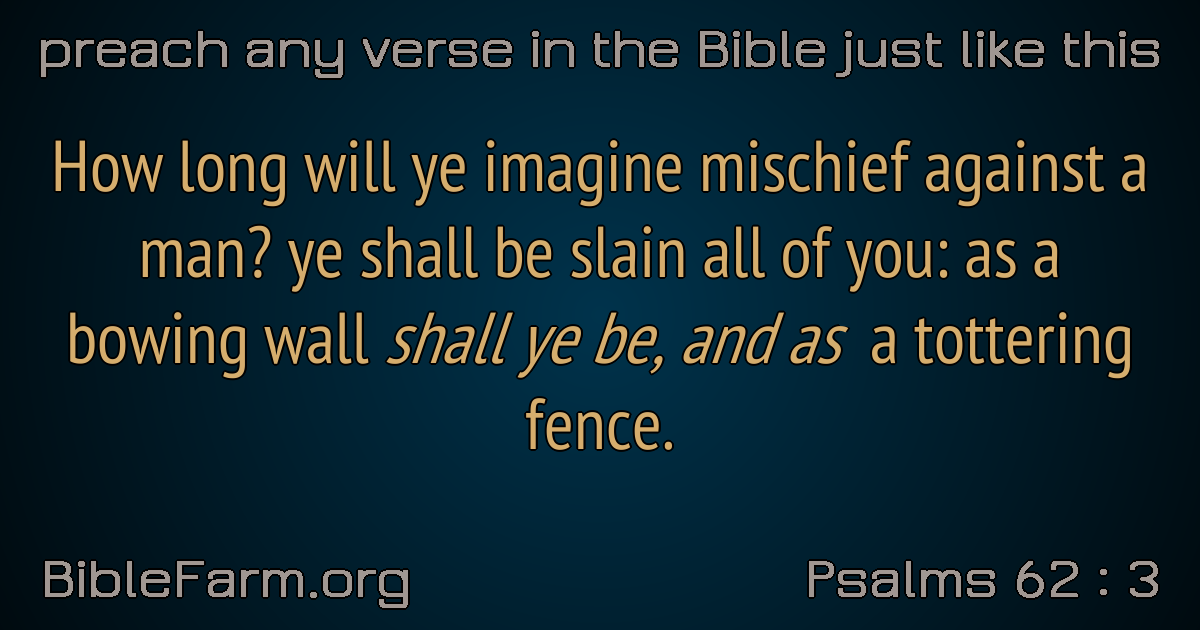 preach any verse in the Bible just like this
How long will ye imagine mischief against a
man? ye shall be slain all of you: as a
bowing wall shall ye be, and as a tottering
fence.
BibleFarm.org
Psalms 62 : 3